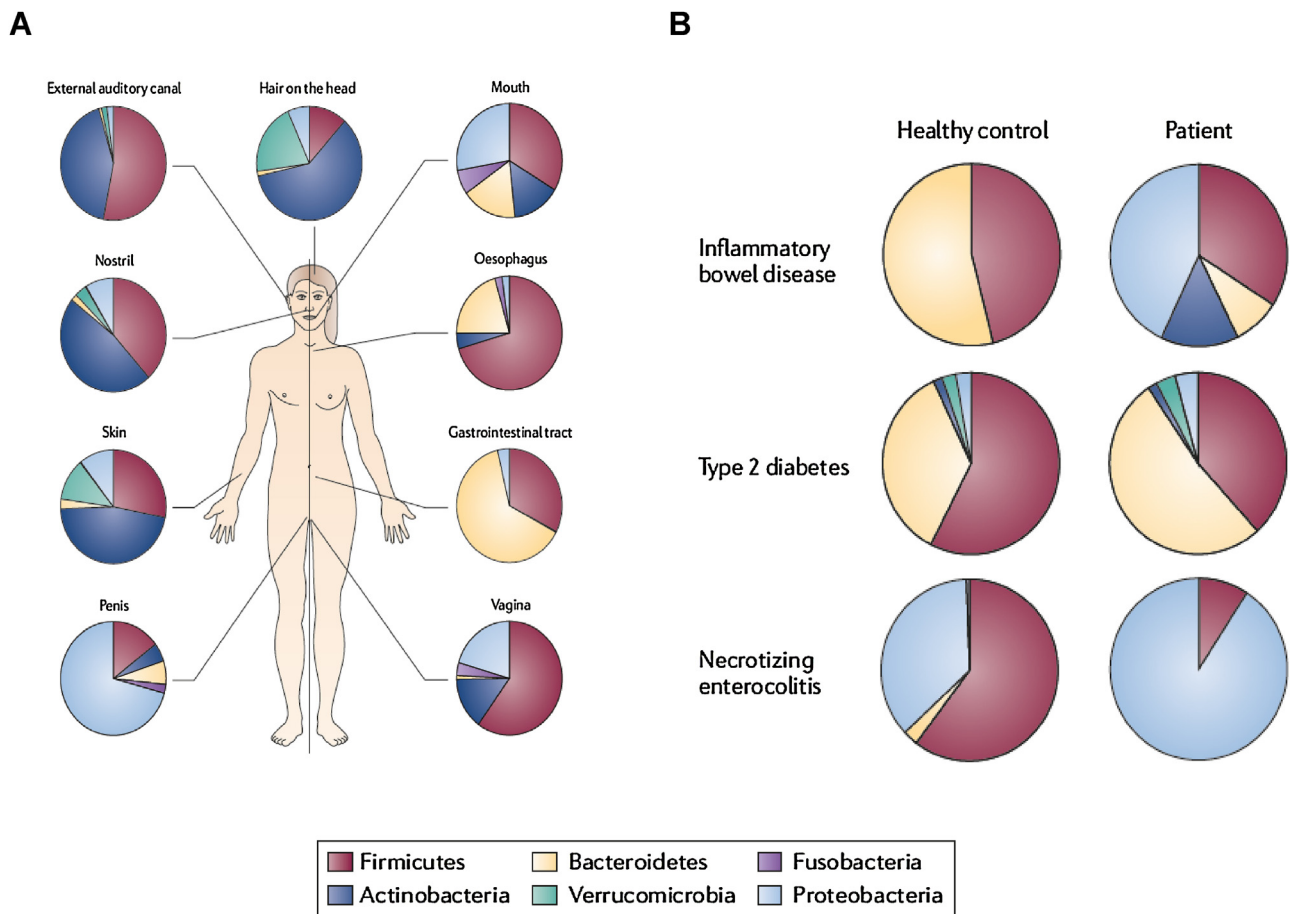 A
B
External auditory canal
Hair on the head
Mouth
Nostril
Oesophagus
Skin
Gastrointestinal tract
Penis
Vagina
Healthy control
Patient
Inflammatory
bowel disease
Type 2 diabetes
Necrotizing
enterocolitis
Firmicutes
Bacteroidetes
Fusobacteria
Actinobacteria
Verrucomicrobia
Proteobacteria